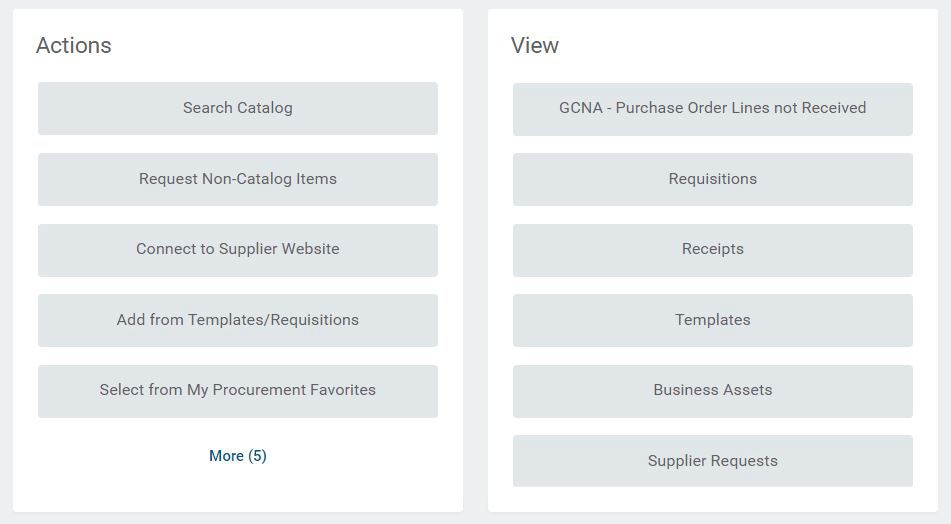 Actions
Search Catalog
Request Non-Catalog Items
Connect to Supplier Website
Add from Templates/Requisitions
Select from My Procurement Favorites
More (5)
View
GCNA - Purchase Order Lines not Received
Requisitions
Receipts
Templates
Business Assets
Supplier Requests